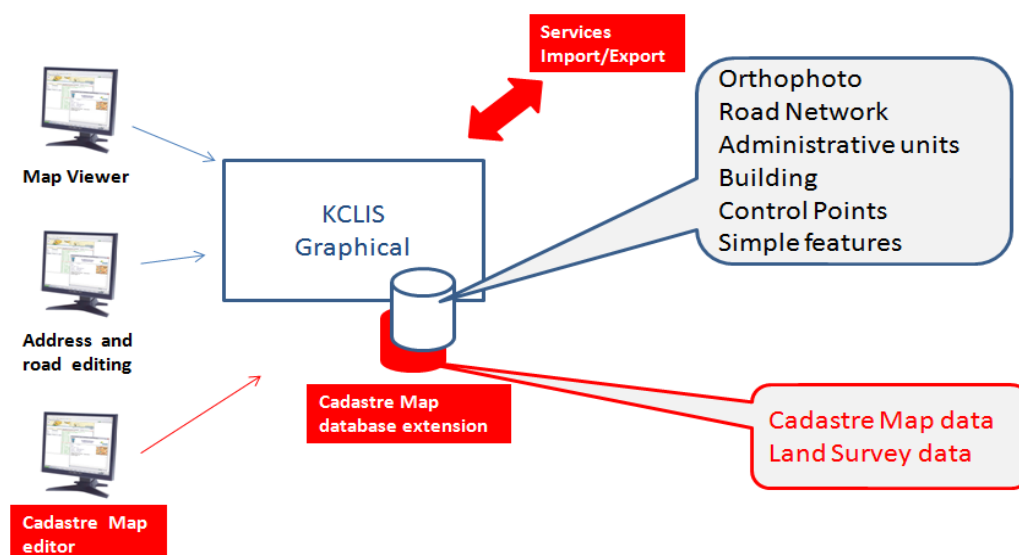 Services
Import/Export
Orthophoto
Road Network
Administrative units
Building
Control Points
Simple features
Map Viewer
KCLIS
Graphical
Address and
road editing
Cadastre Map
database extension
Cadastre Map data
Land Survey data
Cadastre Map
editor